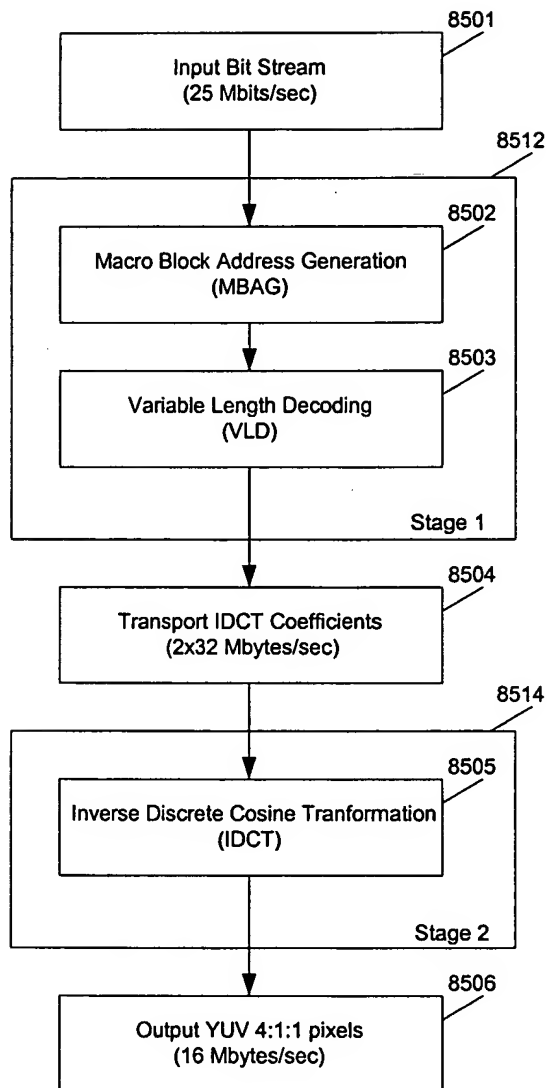 8501
Input Bit Stream
(25 Mbits/sec)
8512
8502
Macro Block Address Generation
(MBAG)
8503
Variable Length Decoding
(VLD)
Stage 1
8504
Transport IDCT Coefficients
(2x32 Mbytes/sec)
8514
8505
Inverse Discrete Cosine Tranformation
(IDCT)
Stage 2
8506
Output YUV 4:1:1 pixels
(16 Mbytes/sec)